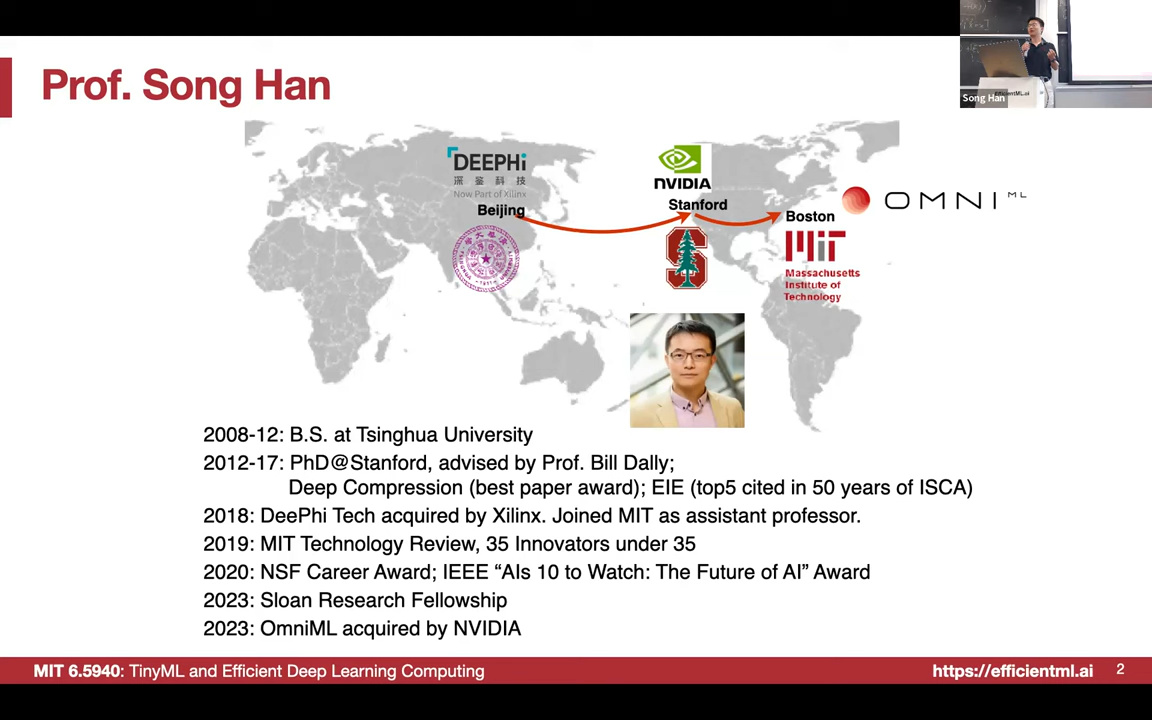 Prof. Song Han
Song Han
EfficientML.ai
DEEPHi
深鉴科技
Now Part of Xilinx
Beijing
NVIDIA
Stanford
Boston
OMNI ML
MIT
Massachusetts
Institute of
Technology
2008-12: B.S. at Tsinghua University
2012-17: PhD@Stanford, advised by Prof. Bill Dally;
Deep Compression (best paper award); EIE (top5 cited in 50 years of ISCA)
2018: DeePhi Tech acquired by Xilinx. Joined MIT as assistant professor.
2019: MIT Technology Review, 35 Innovators under 35
2020: NSF Career Award; IEEE “AIs 10 to Watch: The Future of AI” Award
2023: Sloan Research Fellowship
2023: OmniML acquired by NVIDIA
MIT 6.5940: TinyML and Efficient Deep Learning Computing
https://efficientml.ai
2